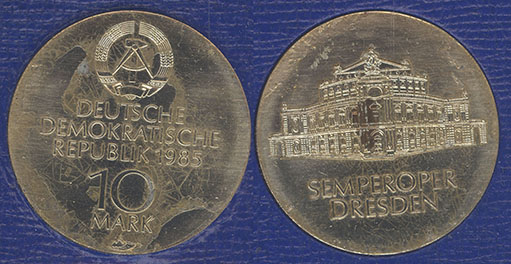 DEUTSCHE
DEMOKRATISCHE
REPUBLIK 1985
10
MARK
SEMPEROPER
DRESDEN